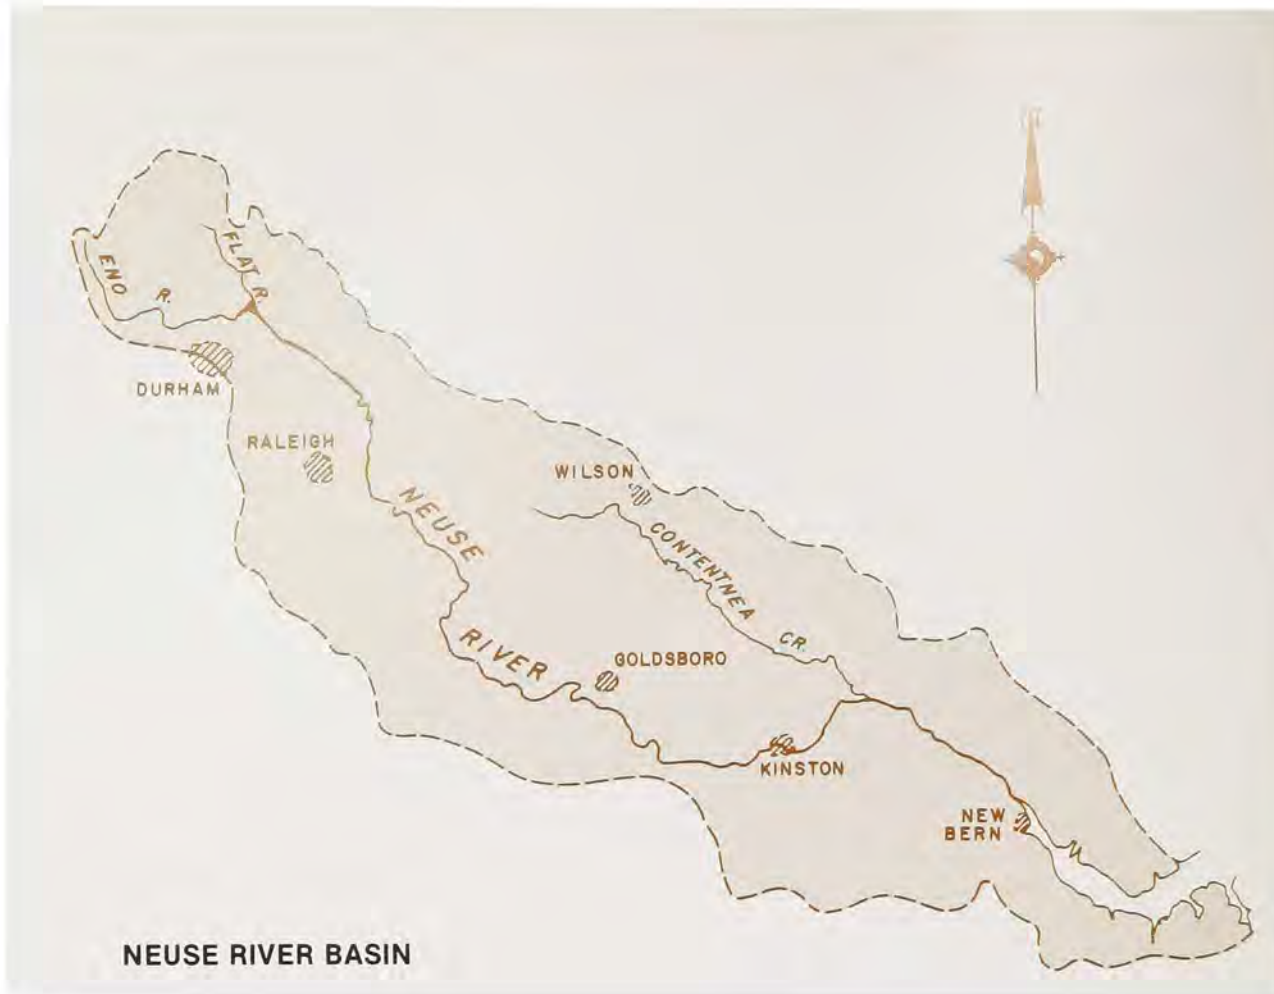 ENO R.
FLAT R.
DURHAM
RALEIGH
WILSON
NEUSE
RIVER
CONTENTNEA CR.
GOLDSBORO
KINSTON
NEW
BERN
NEUSE RIVER BASIN